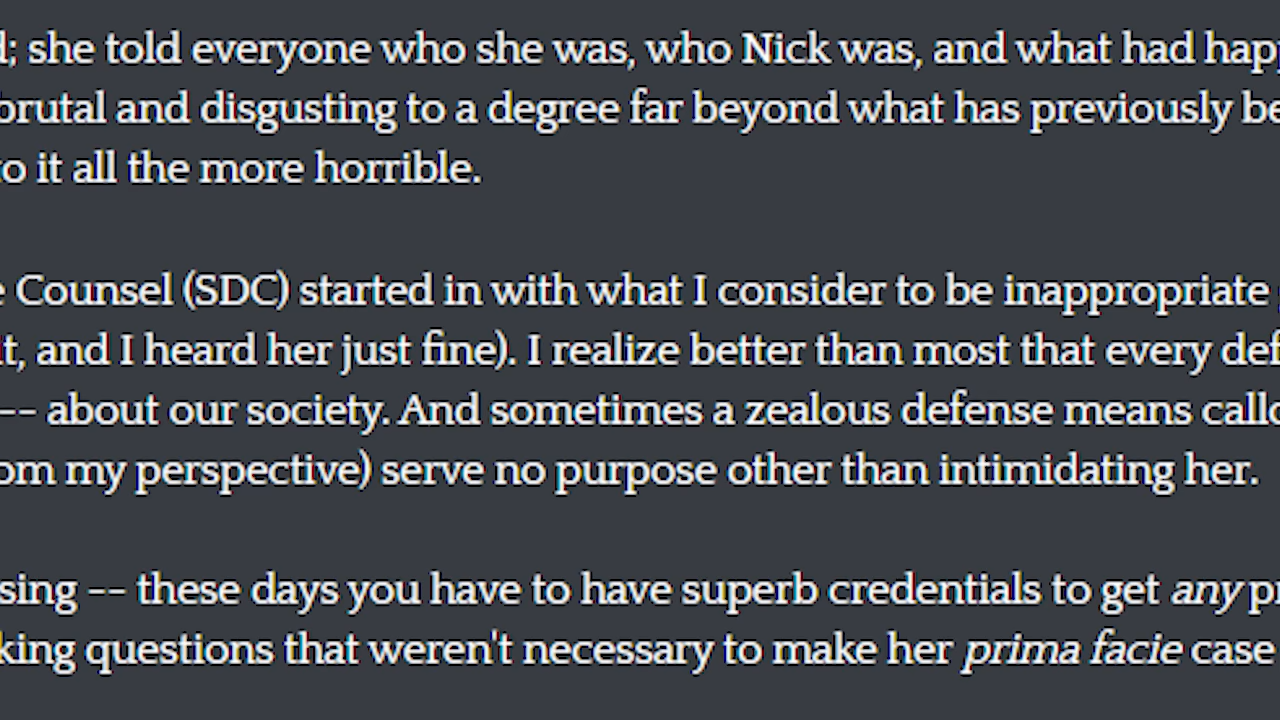 ; she told everyone who she was, who Nick was, and what had
brutal and disgusting to a degree far beyond what has previously
to it all the more horrible.
Counsel (SDC) started in with what I consider to be inappropriate
t, and I heard her just fine). I realize better than most that every def
-- about our society. And sometimes a zealous defense means
om my perspective) serve no purpose other than intimidating her.
sing -- these days you have to have superb credentials to get any
king questions that weren't necessary to make her prima facie case